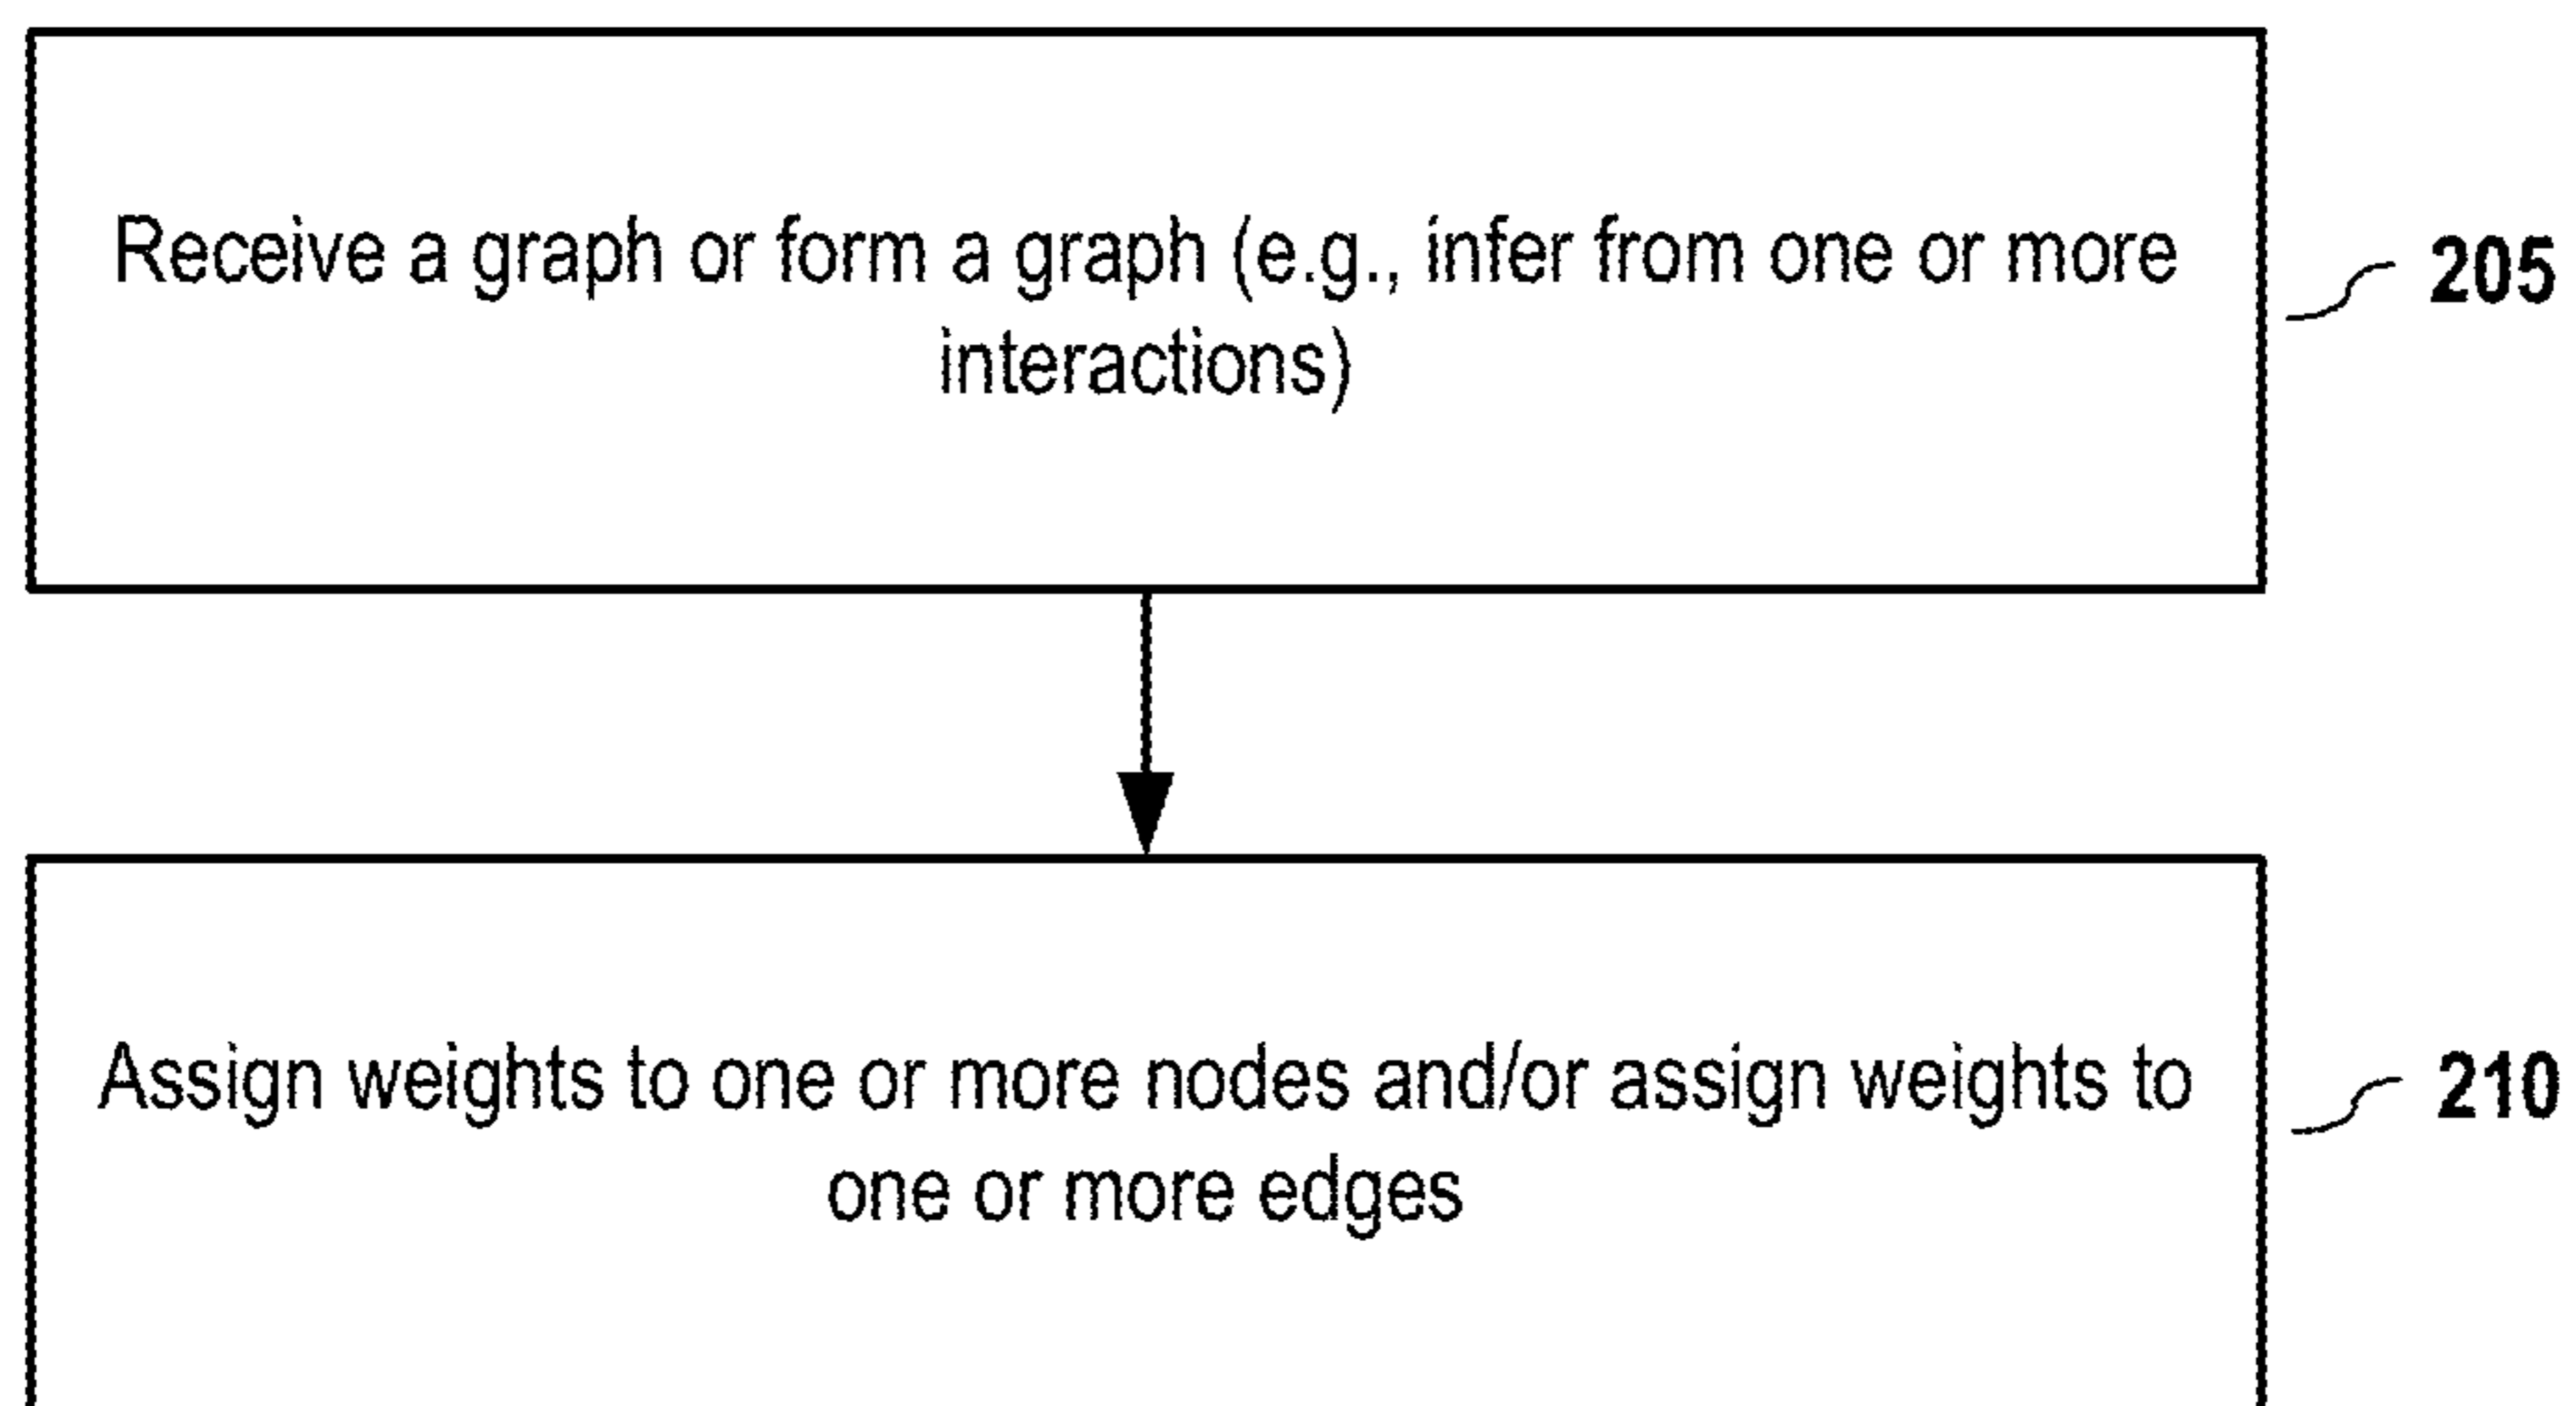 Receive a graph or form a graph (e.g., infer from one or more
interactions)
205
Assign weights to one or more nodes and/or assign weights to
one or more edges
210